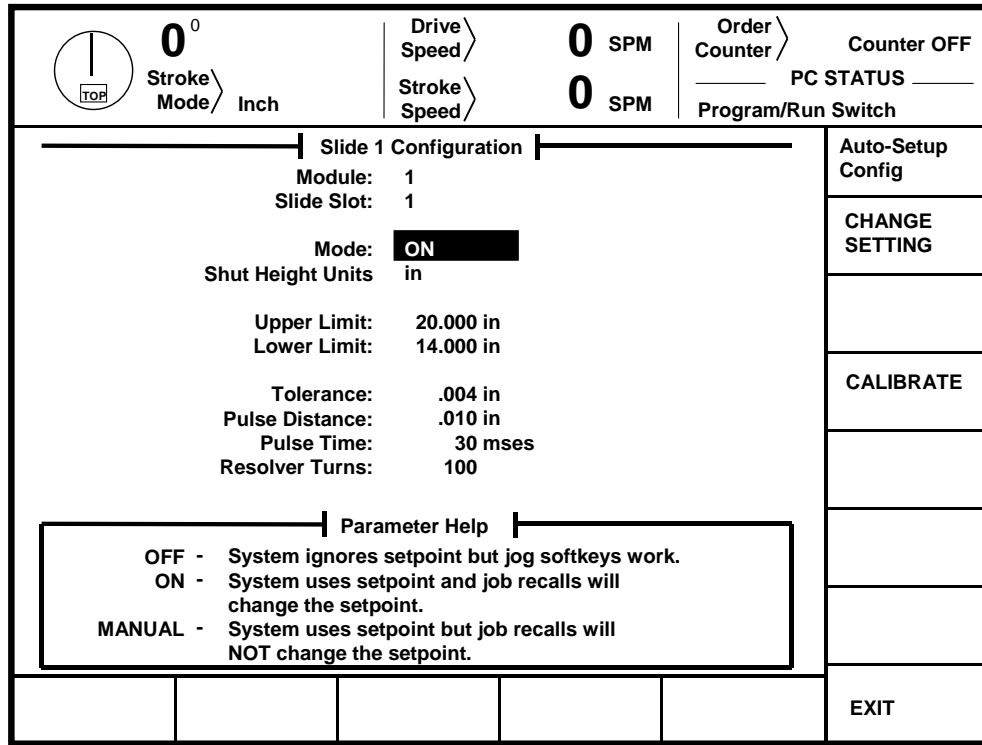 0 0
TOP
Stroke
Mode Inch
Drive
Speed 0 SPM
Stroke
Speed 0 SPM
Order
Counter Counter OFF
PC STATUS
Program/Run Switch
Slide 1 Configuration
Module: 1
Slide Slot: 1
Mode: ON
Shut Height Units in
Upper Limit: 20.000 in
Lower Limit: 14.000 in
Tolerance: .004 in
Pulse Distance: .010 in
Pulse Time: 30 mses
Resolver Turns: 100
Parameter Help
OFF - System ignores setpoint but jog softkeys work.
ON - System uses setpoint and job recalls will
change the setpoint.
MANUAL - System uses setpoint but job recalls will
NOT change the setpoint.
Auto-Setup
Config
CHANGE
SETTING
CALIBRATE
EXIT